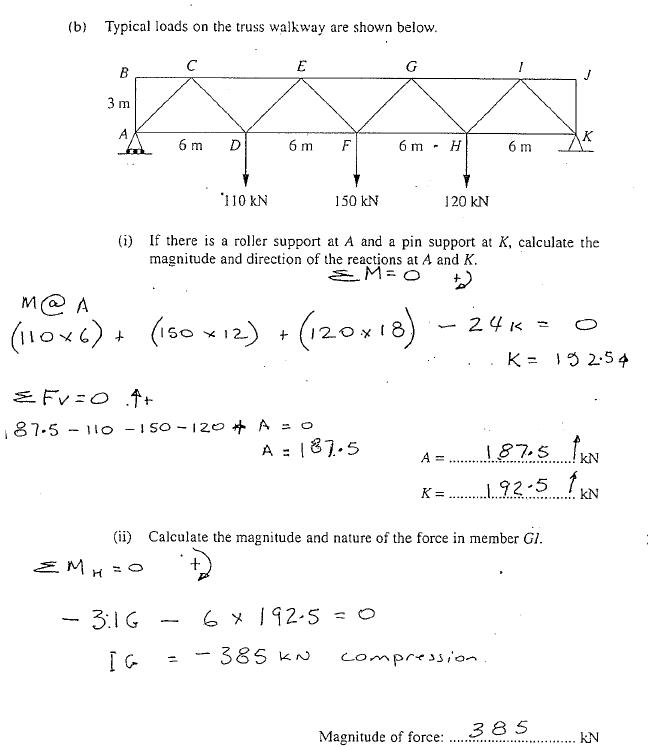 (b) Typical loads on the truss walkway are shown below.
B C E G I J
3 m
A 6 m D 6 m F 6 m - H 6 m K
110 kN 150 kN 120 kN
(i) If there is a roller support at A and a pin support at K, calculate the
magnitude and direction of the reactions at A and K.
ΣM=0 +
M@A
(110×6) + (150×12) + (120×18) - 24K = 0
K = 192.5↑
ΣFv=0 ↑+
187.5 - 110 - 150 - 120 + A = 0
A = 187.5
A = 187.5 ↑ kN
K = 192.5 ↑ kN
(ii) Calculate the magnitude and nature of the force in member GI.
ΣM_H=0 +
- 3.IG - 6 × 192.5 = 0
IG = -385 kN compression.
Magnitude of force: 385 kN